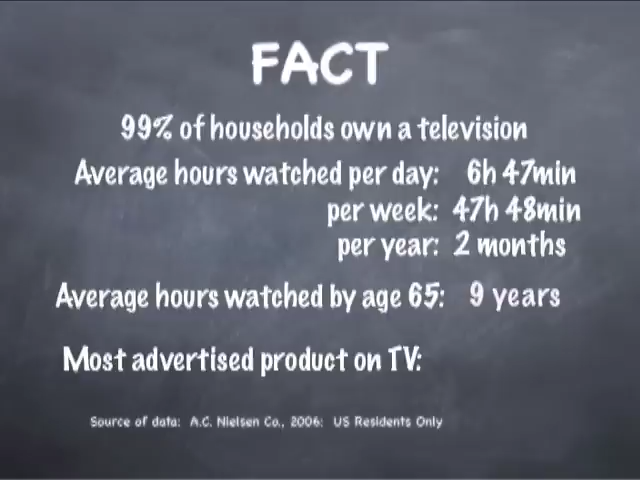 FACT
99% of households own a television
Average hours watched per day: 6h 47min
per week: 47h 48min
per year: 2 months
Average hours watched by age 65: 9 years
Most advertised product on TV:
Source of data: A.C. Nielsen Co., 2006: US Residents Only